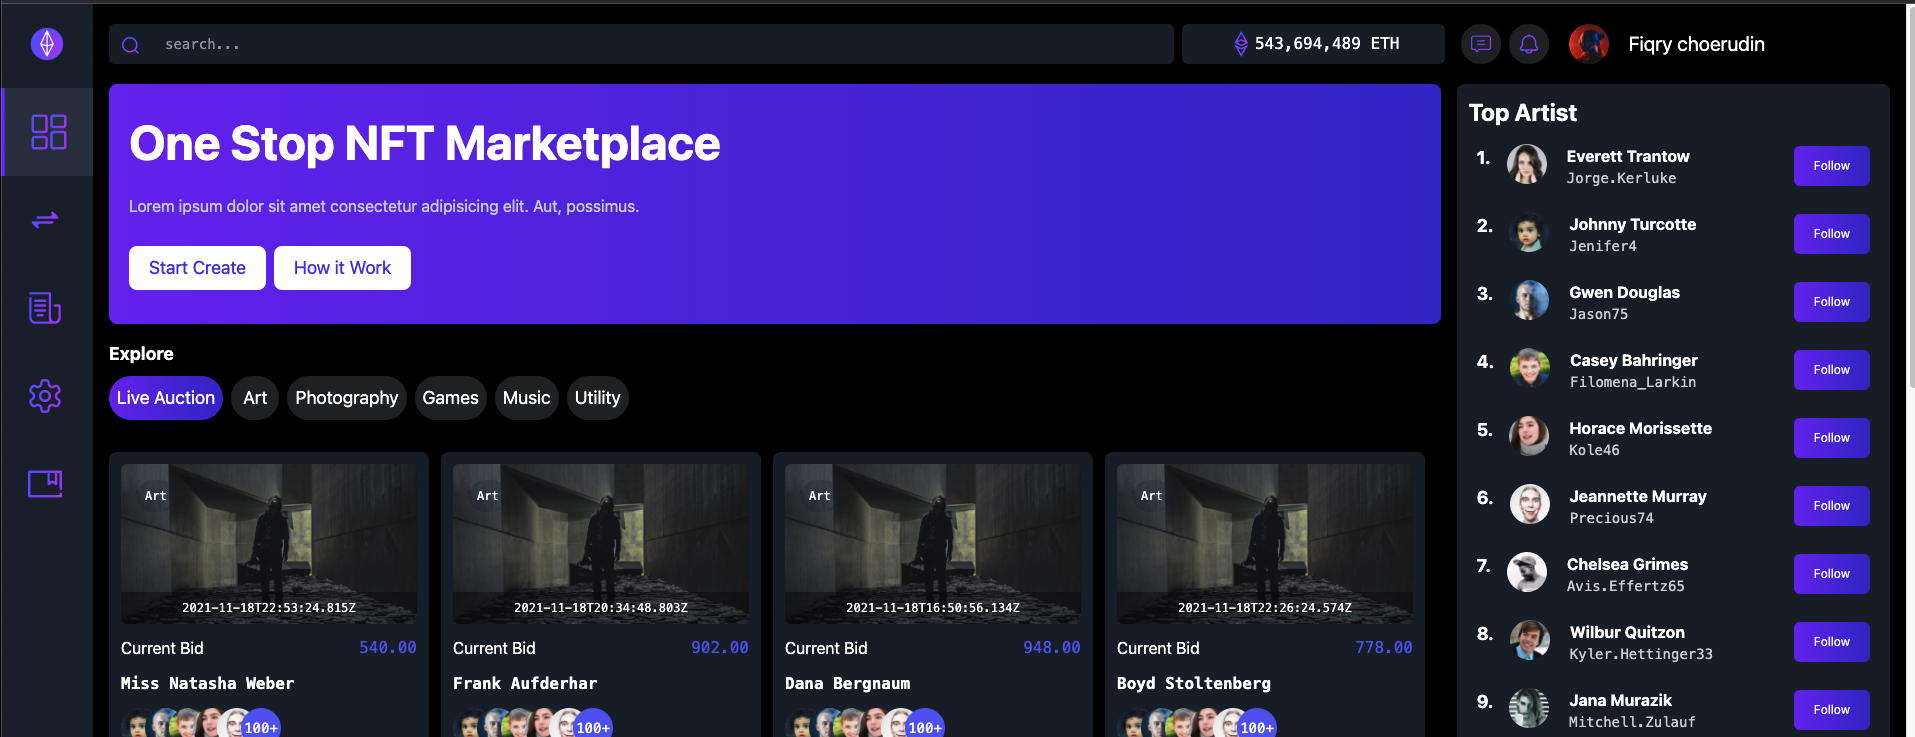 search...
543,694,489 ETH
Fiqry choerudin
One Stop NFT Marketplace
Lorem ipsum dolor sit amet consectetur adipisicing elit. Aut, possimus.
Start Create
How it Work
Explore
Live Auction
Art
Photography
Games
Music
Utility
Art
2021-11-18T22:53:24.815Z
Current Bid 540.00
Miss Natasha Weber
100+
Art
2021-11-18T20:34:48.803Z
Current Bid 902.00
Frank Aufderhar
100+
Art
2021-11-18T16:50:56.134Z
Current Bid 948.00
Dana Bergnaum
100+
Art
2021-11-18T22:26:24.574Z
Current Bid 778.00
Boyd Stoltenberg
100+
Top Artist
1. Everett Trantow
Jorge.Kerluke
Follow
2. Johnny Turcotte
Jenifer4
Follow
3. Gwen Douglas
Jason75
Follow
4. Casey Bahringer
Filomena_Larkin
Follow
5. Horace Morissette
Kole46
Follow
6. Jeannette Murray
Precious74
Follow
7. Chelsea Grimes
Avis.Effertz65
Follow
8. Wilbur Quitzon
Kyler.Hettinger33
Follow
9. Jana Murazik
Mitchell.Zulauf
Follow